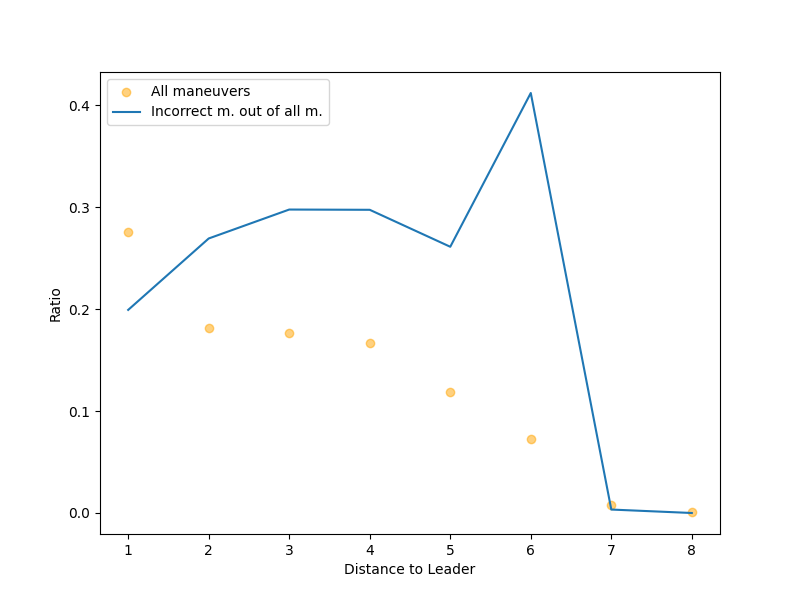 All maneuvers
Incorrect m. out of all m.
0.4
0.3
0.2
0.1
0.0
Ratio
1 2 3 4 5 6 7 8
Distance to Leader